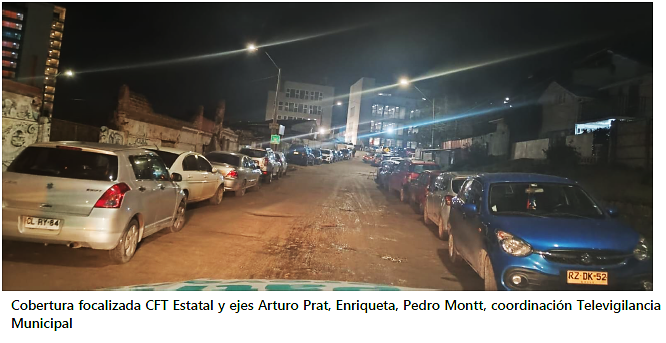 CL RY-64
RZ·DK-52
Cobertura focalizada CFT Estatal y ejes Arturo Prat, Enriqueta, Pedro Montt, coordinación Televigilancia
Municipal